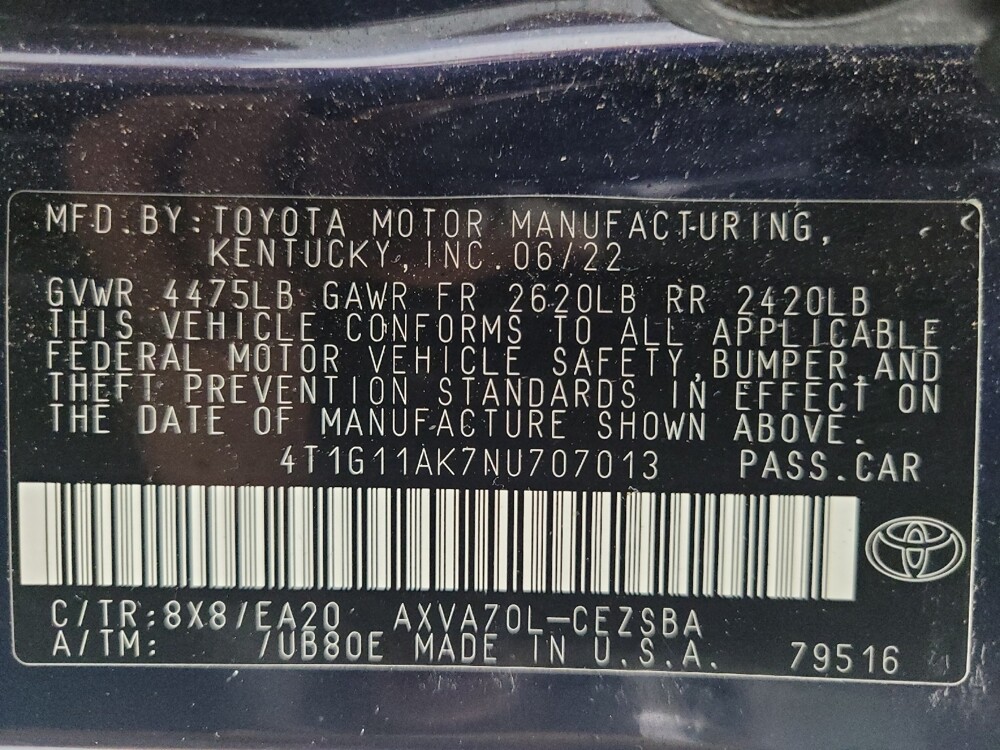 MFD.BY:TOYOTA MOTOR MANUFACTURING,
KENTUCKY, INC. 06/22
GVWR 4475LB GAWR FR 2620LB RR 2420LB
THIS VEHICLE CONFORMS TO ALL APPLICABLE
FEDERAL MOTOR VEHICLE SAFETY, BUMPER, AND
THEFT PREVENTION STANDARDS IN EFFECT ON
THE DATE OF MANUFACTURE SHOWN ABOVE.
4T1G11AK7NU707013 PASS.CAR
C/TR:8X8/EA20 AXVA70L-CEZSBA
A/TM: /UB80E MADE IN U.S.A. 79516